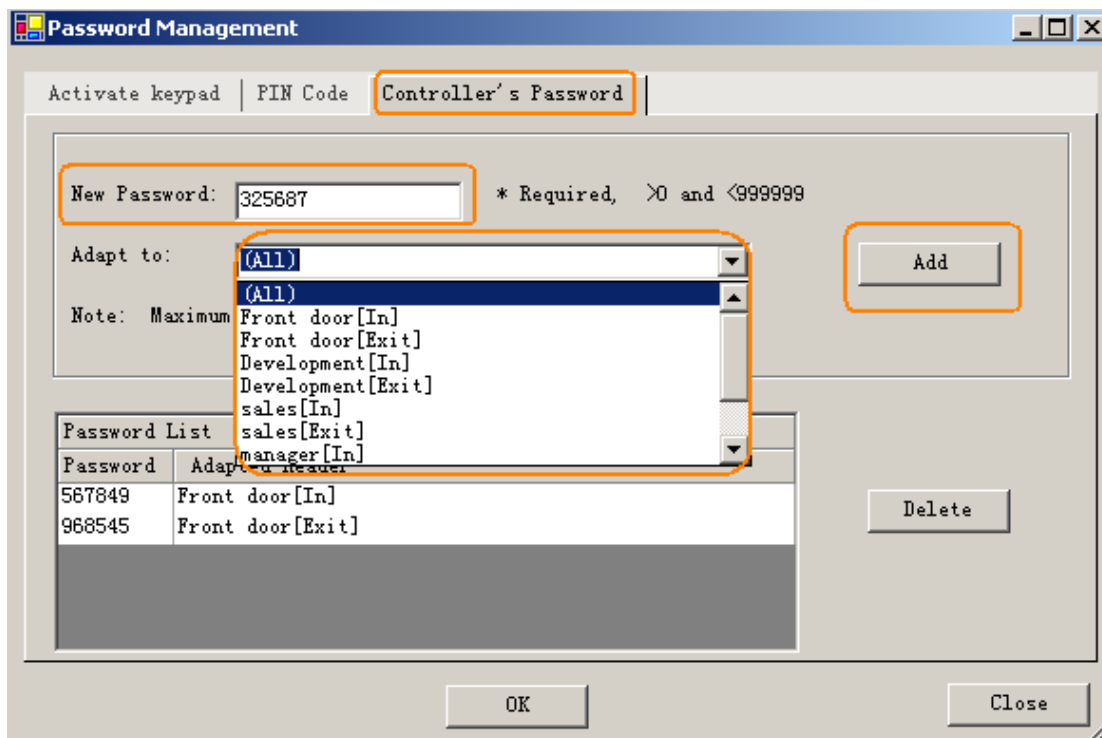 Password Management
Activate keypad | PIN Code Controller's Password
New Password: 325687 * Required, >0 and <999999
Adapt to: (All) Add
(All)
Note: Maximum Front door[In]
Front door[Exit]
Development[In]
Development[Exit]
sales[In]
Password List sales[Exit]
manager[In]
Password Adapted Reader
567849 Front door[In]
968545 Front door[Exit]
Delete
OK Close